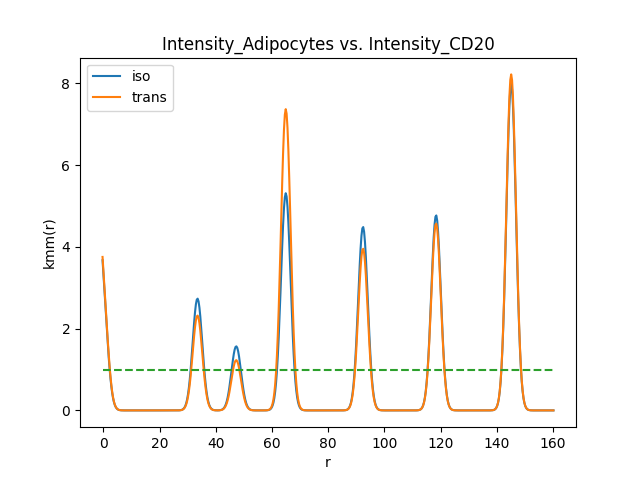 Intensity_Adipocytes vs. Intensity_CD20
iso
trans
kmm(r)
8
6
4
2
0
0 20 40 60 80 100 120 140 160
r